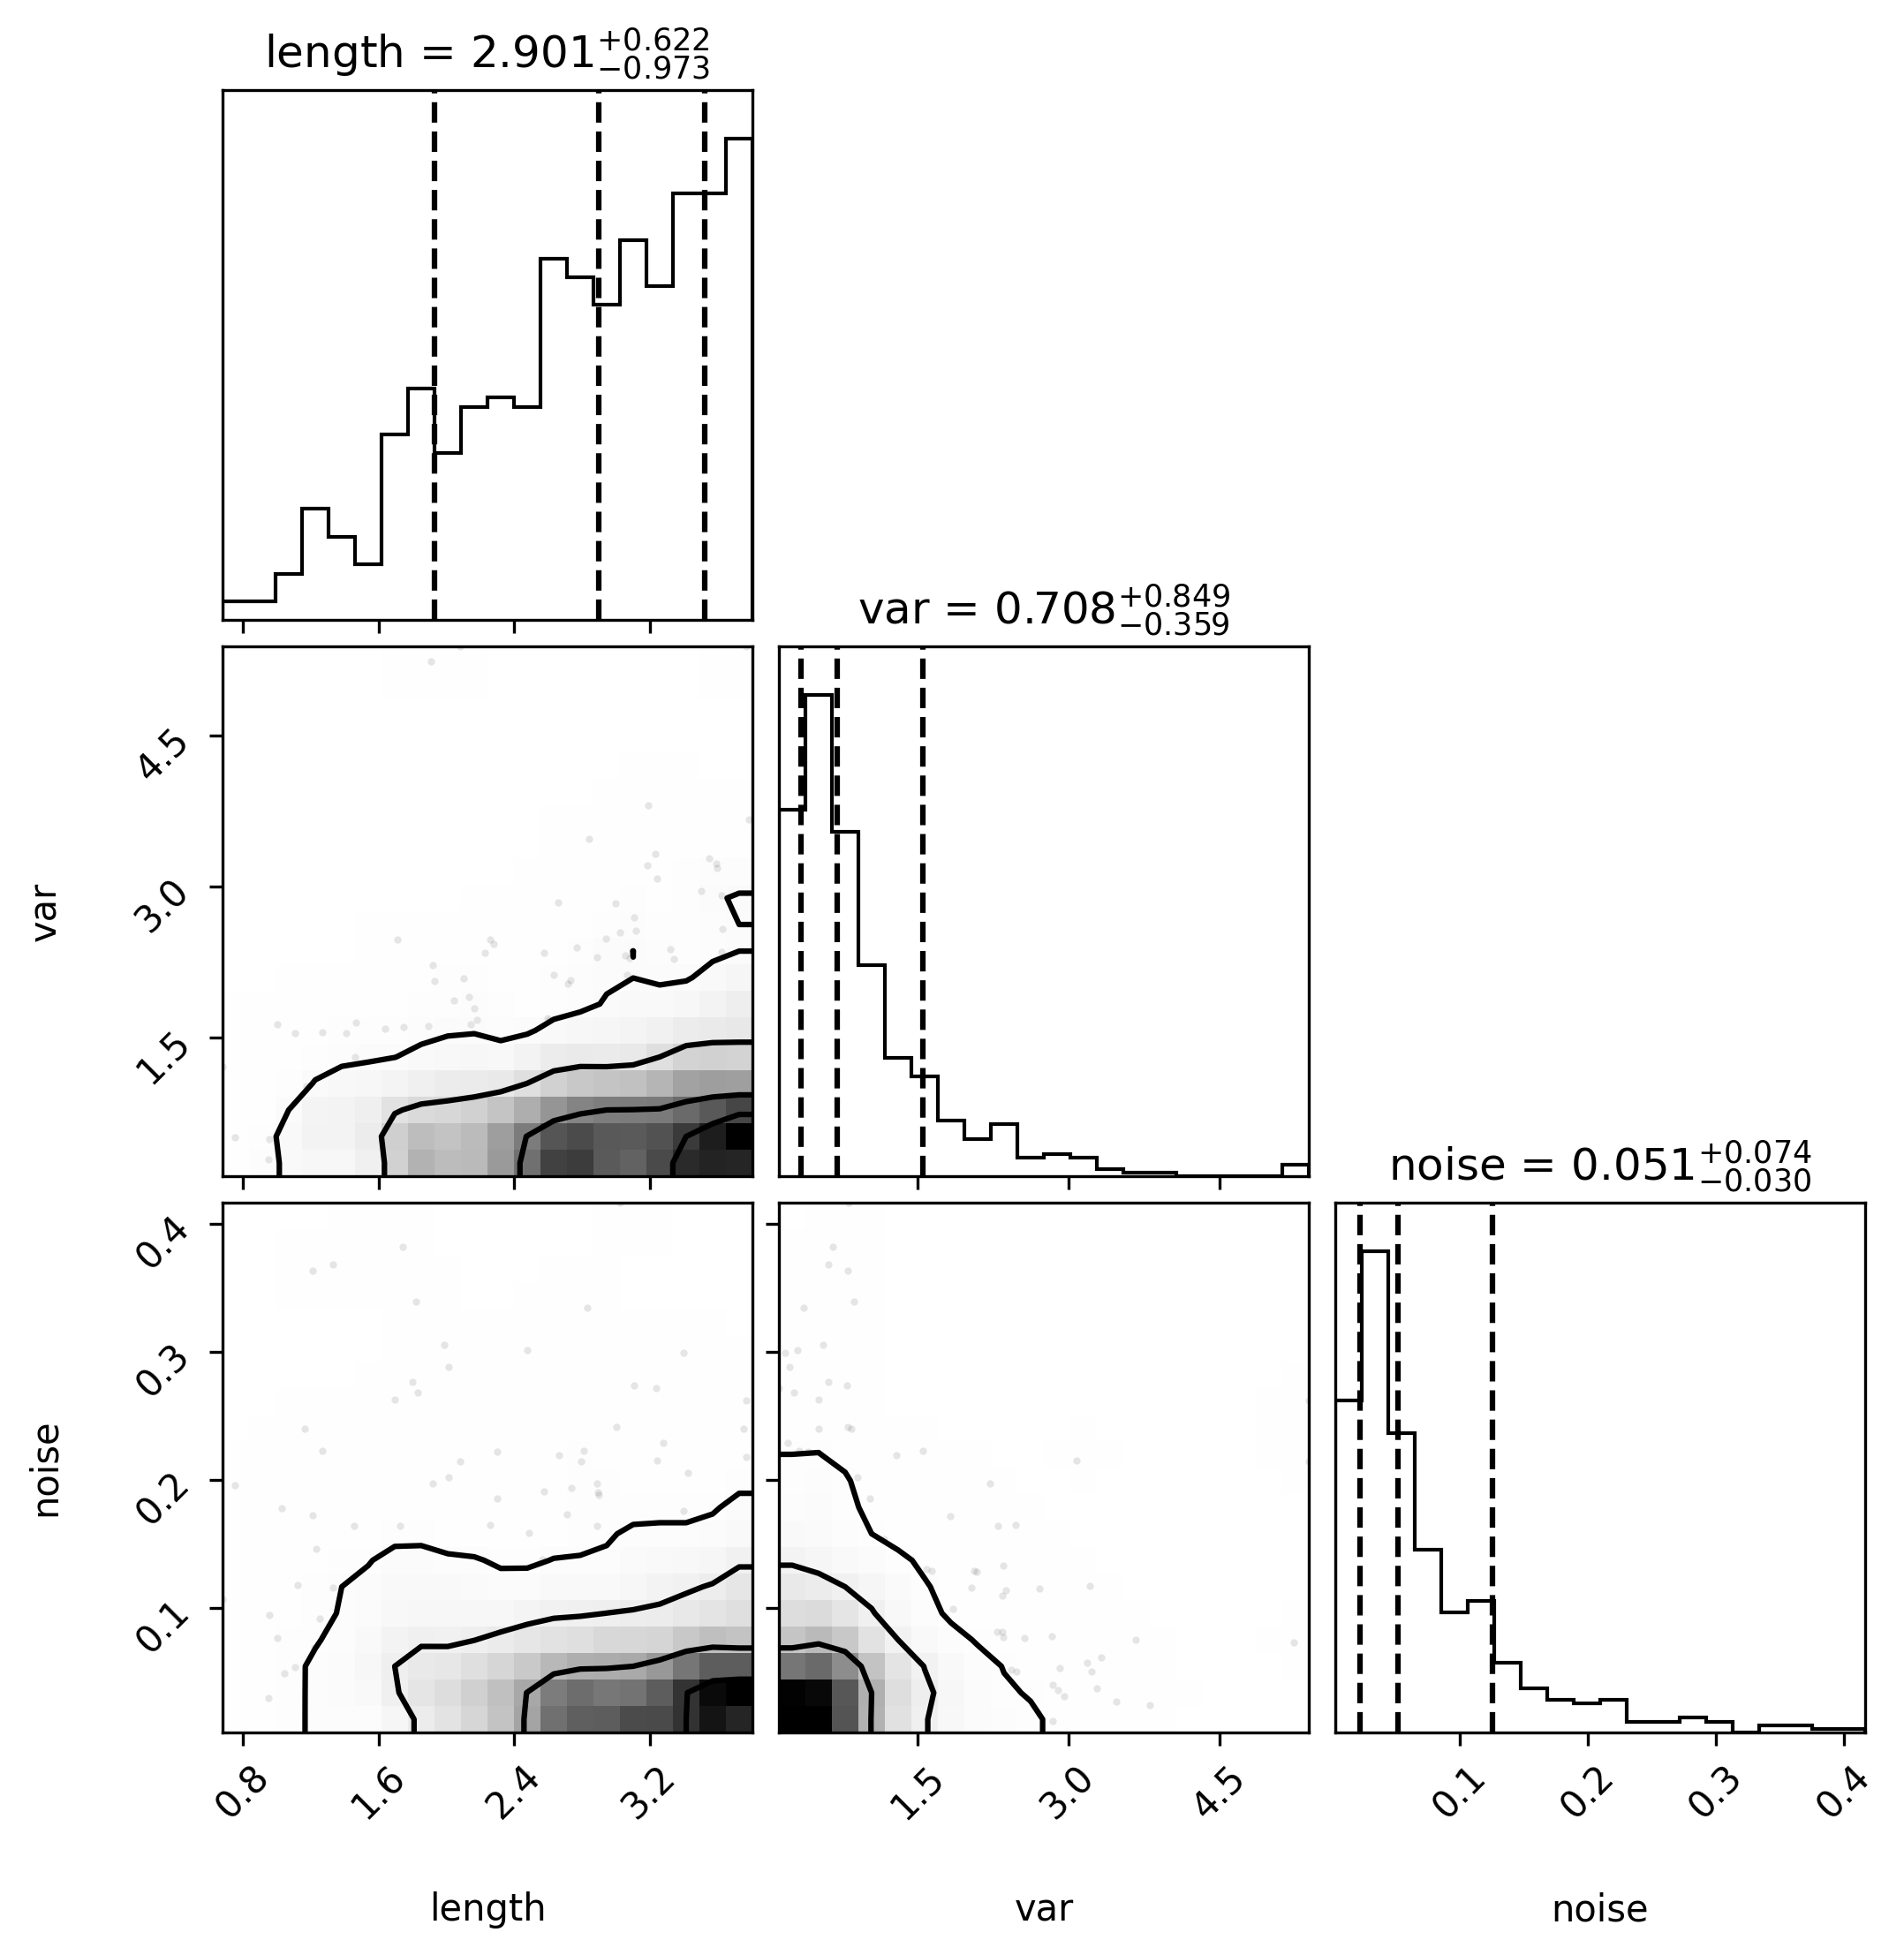 length = 2.901 +0.622 −0.973
var = 0.708 +0.849 −0.359
4.5
3.0
1.5
var
noise = 0.051 +0.074 −0.030
0.4
0.3
0.2
0.1
noise
0.8 1.6 2.4 3.2 1.5 3.0 4.5 0.1 0.2 0.3 0.4
length var noise